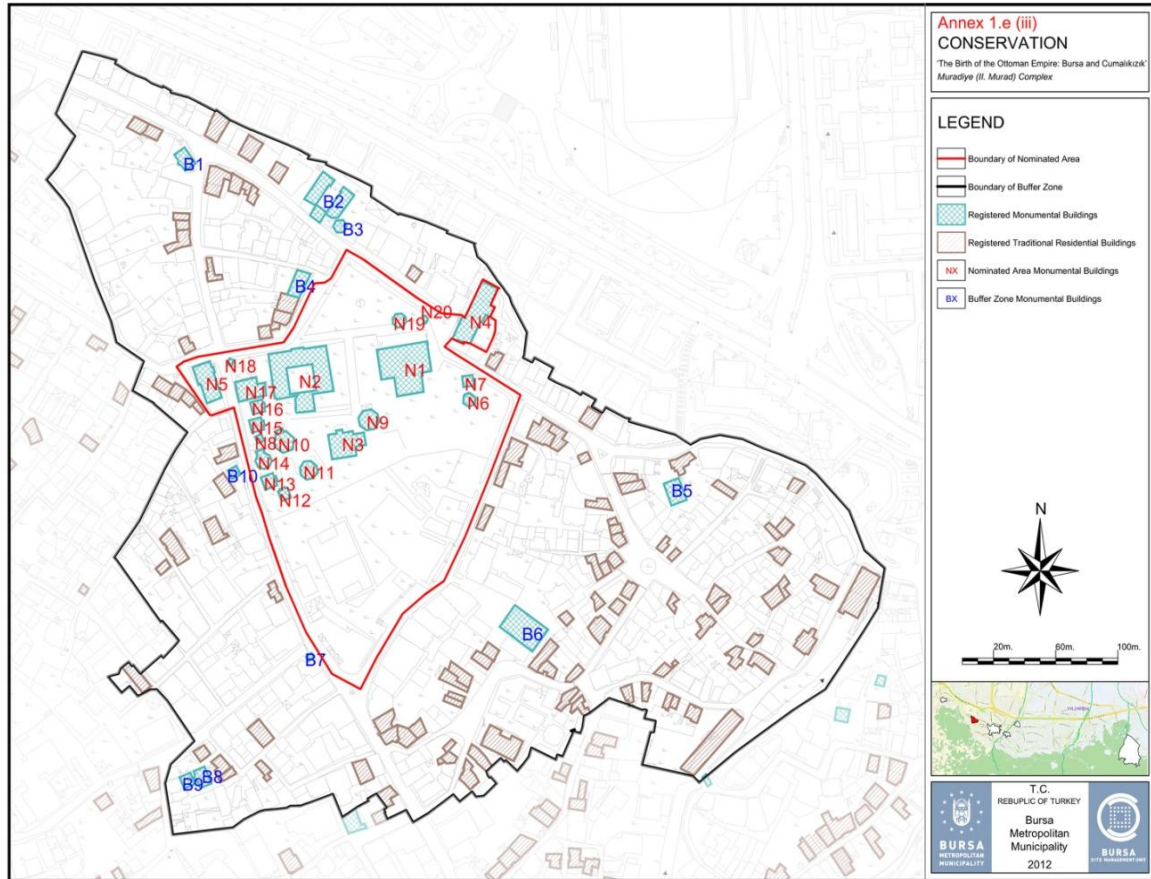 Annex 1.e (iii)
CONSERVATION
'The Birth of the Ottoman Empire: Bursa and Cumalıkızık'
Muradiye (II. Murad) Complex
LEGEND
Boundary of Nominated Area
Boundary of Buffer Zone
Registered Monumental Buildings
Registered Traditional Residential Buildings
NX Nominated Area Monumental Buildings
BX Buffer Zone Monumental Buildings
B1
B2
B3
B4
N20
N19
N4
N18
N1
N5
N2
N17
N7
N16
N6
N15
N9
N8
N10
N3
N14
N11
B10
N13
B5
N12
B6
B7
B8
B9
N
20m. 60m. 100m.
T.C.
REBUPLIC OF TURKEY
Bursa
Metropolitan
Municipality
2012
BURSA
METROPOLITAN
MUNICIPALITY
BURSA
SITE MANAGEMENT UNIT